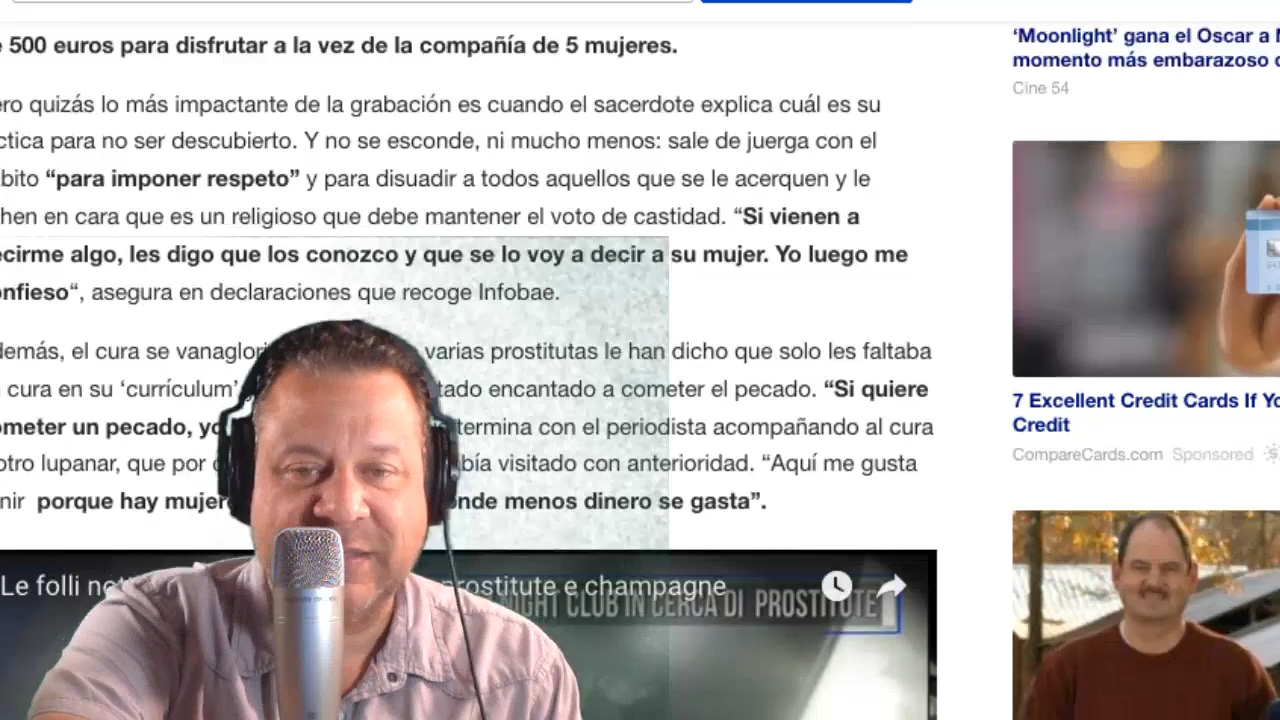 500 euros para disfrutar a la vez de la compañía de 5 mujeres.
ero quizás lo más impactante de la grabación es cuando el sacerdote explica cuál es su
ctica para no ser descubierto. Y no se esconde, ni mucho menos: sale de juerga con el
bito “para imponer respeto” y para disuadir a todos aquellos que se le acerquen y le
hen en cara que es un religioso que debe mantener el voto de castidad. “Si vienen a
ecirme algo, les digo que los conozco y que se lo voy a decir a su mujer. Yo luego me
onfieso“, asegura en declaraciones que recoge Infobae.
demás, el cura se vanaglori varias prostitutas le han dicho que solo les faltaba
cura en su ‘currículum’ tado encantado a cometer el pecado. “Si quiere
ometer un pecado, yo termina con el periodista acompañando al cura
otro lupanar, que por bía visitado con anterioridad. “Aquí me gusta
nir porque hay mujer onde menos dinero se gasta”.
Le folli prostitute e champagne
NIGHT CLUB IN CERCA DI PROSTITUTE
‘Moonlight’ gana el Oscar a
momento más embarazoso
Cine 54
7 Excellent Credit Cards If Yo
Credit
CompareCards.com Sponsored